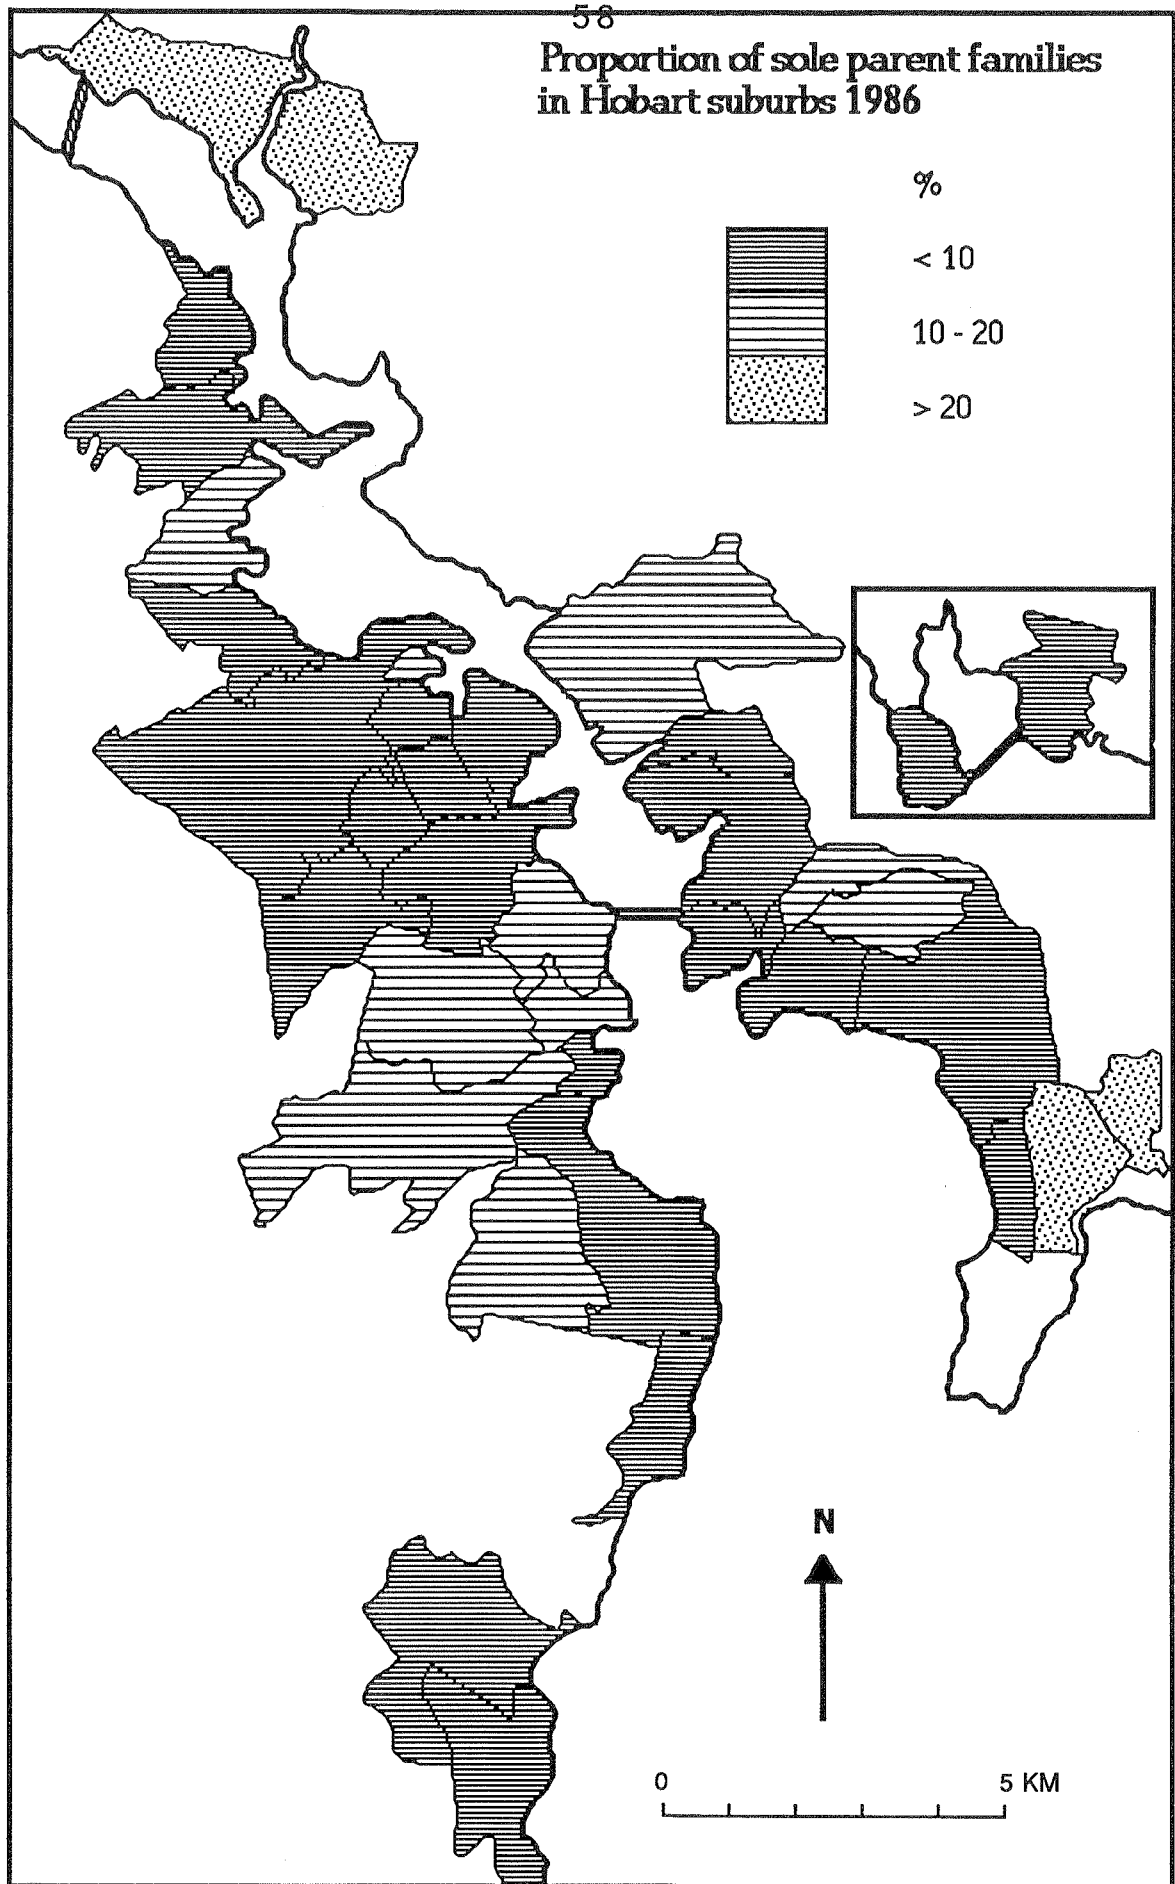 58
Proportion of sole parent families
in Hobart suburbs 1986
%
< 10
10 - 20
> 20
N
0 5 KM